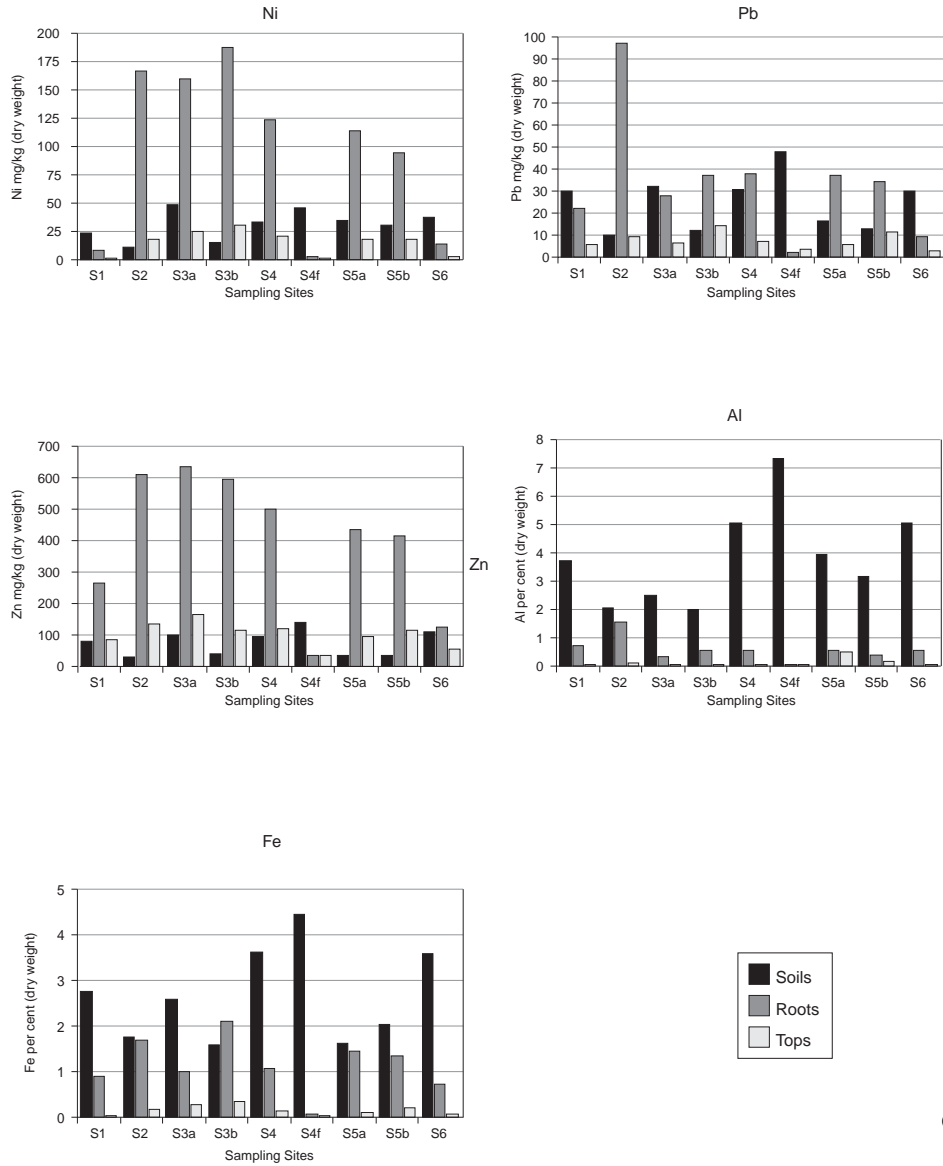 Ni
Ni mg/kg (dry weight)
200
175
150
125
100
75
50
25
0
S1 S2 S3a S3b S4 S4f S5a S5b S6
Sampling Sites
Pb
Pb mg/kg (dry weight)
100
90
80
70
60
50
40
30
20
10
0
S1 S2 S3a S3b S4 S4f S5a S5b S6
Sampling Sites
Zn mg/kg (dry weight)
700
600
500
400
300
200
100
0
S1 S2 S3a S3b S4 S4f S5a S5b S6
Sampling Sites
Zn
Al
Al per cent (dry weight)
8
7
6
5
4
3
2
1
0
S1 S2 S3a S3b S4 S4f S5a S5b S6
Sampling Sites
Fe
Fe per cent (dry weight)
5
4
3
2
1
0
S1 S2 S3a S3b S4 S4f S5a S5b S6
Sampling Sites
Soils
Roots
Tops